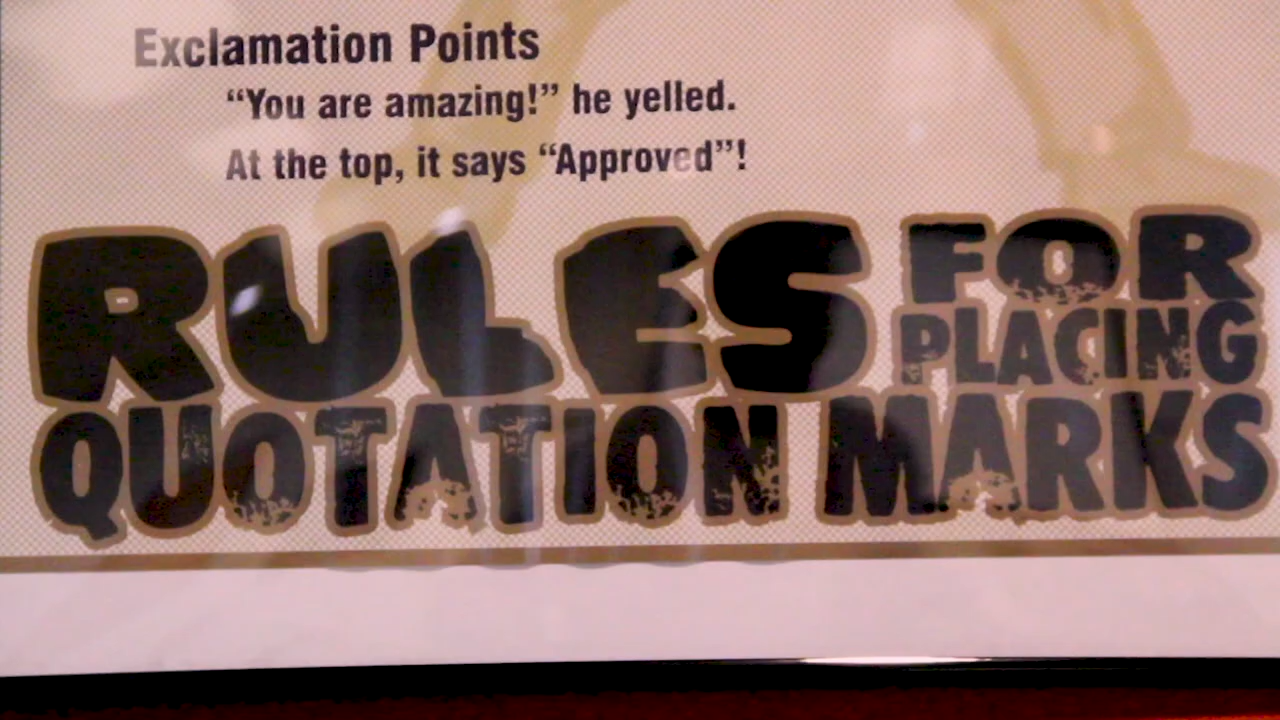 Exclamation Points
“You are amazing!” he yelled.
At the top, it says “Approved”!
RULES FOR
PLACING
QUOTATION MARKS